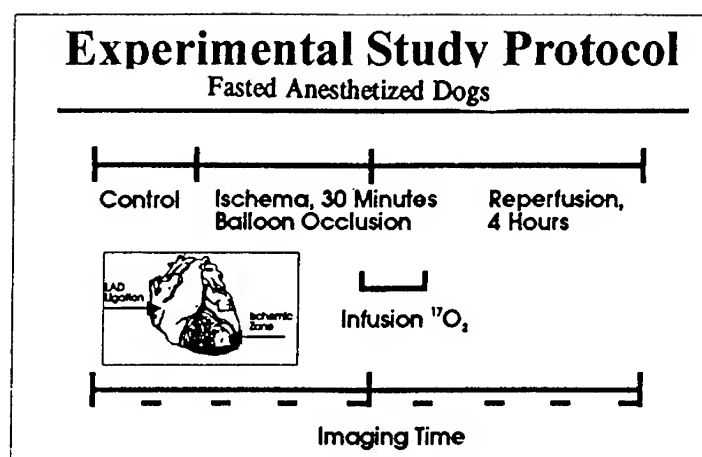 Experimental Study Protocol
Fasted Anesthetized Dogs
Control
Ischema, 30 Minutes
Balloon Occlusion
Reperfusion,
4 Hours
LAD
Ligation
Ischemic
Zone
Infusion ¹⁷O₂
Imaging Time